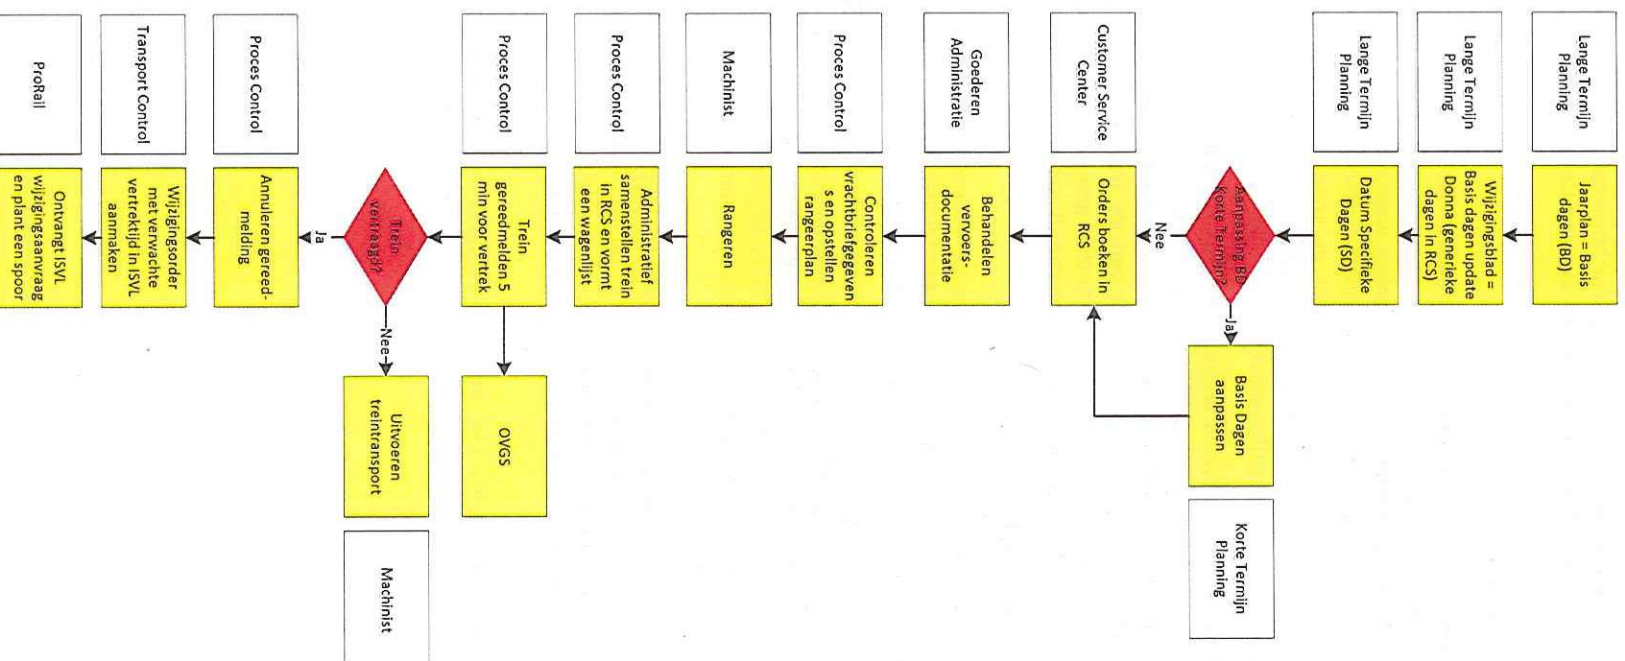 Lange Termijn
Planning
Jaarplan = Basis
dagen (BD)
Lange Termijn
Planning
Wijzigingsblad =
Basis dagen update
Donna (generieke
dagen in RCS)
Lange Termijn
Planning
Datum Specifieke
Dagen (SD)
Aanpassing BD
Korte Termijn?
Ja
Basis Dagen
aanpassen
Korte Termijn
Planning
Nee
Customer Service
Center
Orders boeken in
RCS
Goederen
Administratie
Behandelen
vervoers-
documentatie
Proces Control
Controleren
vrachtbriefgegeven
s en opstellen
rangeerplan
Machinist
Rangeren
Proces Control
Administratief
samenstellen trein
in RCS en vormt
een wagenlijst
Proces Control
Trein
gereedmelden 5
min voor vertrek
OVGS
Trein
vertraagd?
Nee
Uitvoeren
treintransport
Machinist
Ja
Proces Control
Annuleren gereed-
melding
Transport Control
Wijzigingsorder
met verwachte
vertrektijd in ISVL
aanmaken
ProRail
Ontvangt ISVL
wijzigingsaanvraag
en plant een spoor